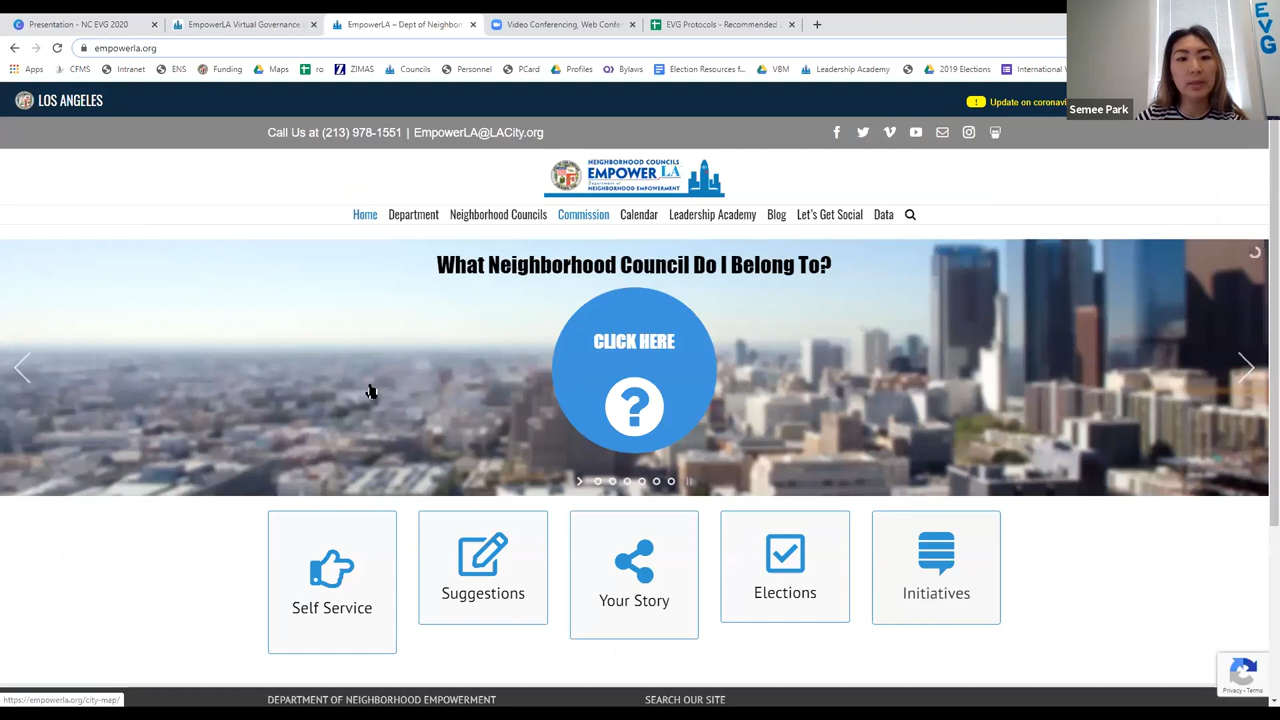 Presentation - NC EVG 2020
EmpowerLA Virtual Governance
EmpowerLA – Dept of Neighbor
Video Conferencing, Web Confe
EVG Protocols - Recommended
empowerla.org
Apps CFMS Intranet ENS Funding Maps ro ZIMAS Councils Personnel PCard Profiles Bylaws Election Resources f... VBM Leadership Academy 2019 Elections International
EVG
Semee Park
LOS ANGELES
! Update on coronavi
Call Us at (213) 978-1551 | EmpowerLA@LACity.org
NEIGHBORHOOD COUNCILS
EMPOWER LA
Department of
NEIGHBORHOOD EMPOWERMENT
Home Department Neighborhood Councils Commission Calendar Leadership Academy Blog Let's Get Social Data
What Neighborhood Council Do I Belong To?
CLICK HERE
?
Self Service
Suggestions
Your Story
Elections
Initiatives
Privacy - Terms
https://empowerla.org/city-map/
DEPARTMENT OF NEIGHBORHOOD EMPOWERMENT
SEARCH OUR SITE